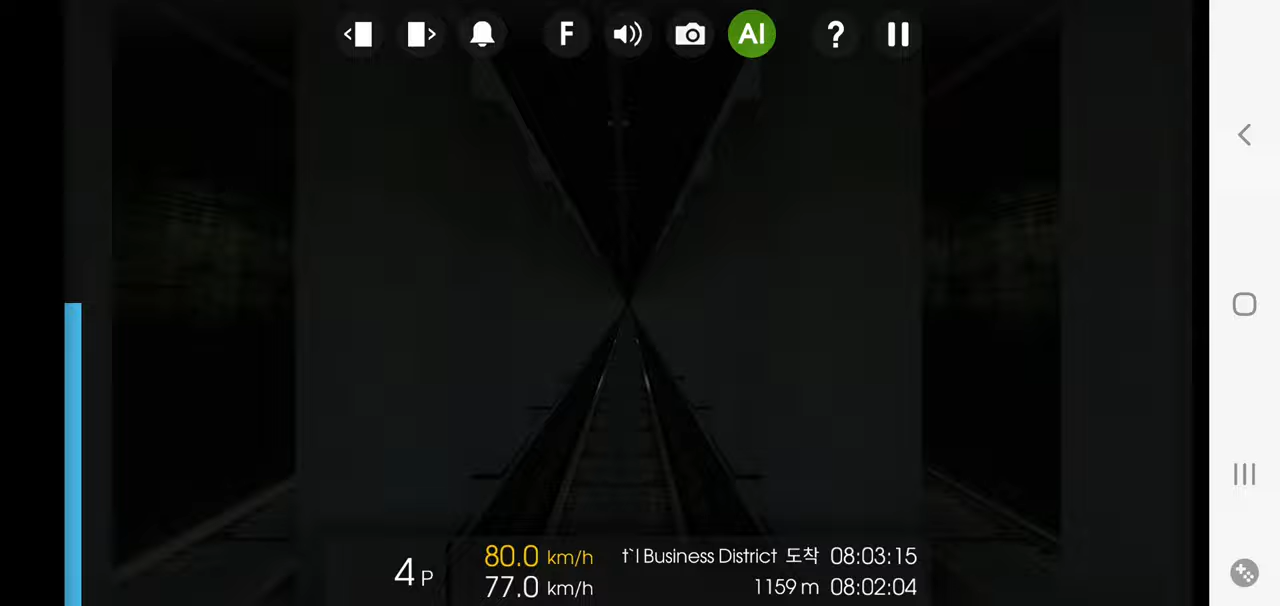 F AI ?
4 P
80.0 km/h
77.0 km/h
t`l Business District 도착 08:03:15
1159 m 08:02:04